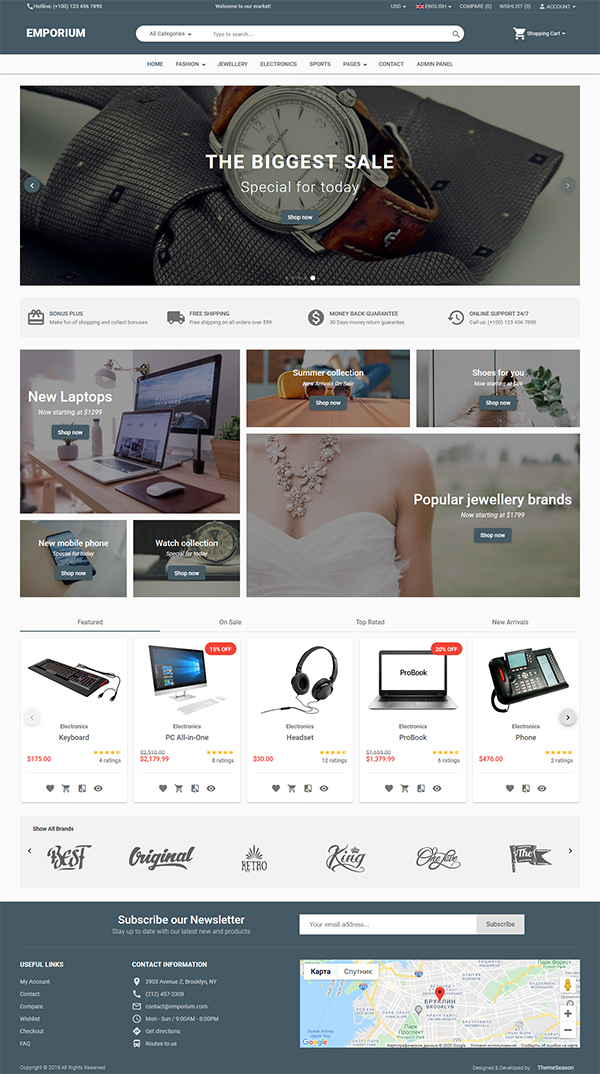 Hotline: (+100) 123 456 7890
Welcome to our market!
USD ENGLISH COMPARE (0) WISHLIST (0) ACCOUNT
EMPORIUM
All Categories Type to search...
Shopping Cart
HOME FASHION JEWELLERY ELECTRONICS SPORTS PAGES CONTACT ADMIN PANEL
THE BIGGEST SALE
Special for today
Shop now
BONUS PLUS
Make fun of shopping and collect bonuses
FREE SHIPPING
Free shipping on all orders over $99
MONEY BACK GUARANTEE
30 Days money return guarantee
ONLINE SUPPORT 24/7
Call us: (+100) 123 456 7890
New Laptops
Now starting at $1299
Shop now
Summer collection
New Arrivals On Sale
Shop now
Shoes for you
Now starting at
Shop now
Popular jewellery brands
Now starting at $1799
Shop now
New mobile phone
Special for today
Shop now
Watch collection
Special for today
Shop now
Featured On Sale Top Rated New Arrivals
Electronics
Keyboard
$175.00
4 ratings
15% OFF
Electronics
PC All-in-One
$2,510.00
$2,179.99
8 ratings
Electronics
Headset
$30.00
12 ratings
20% OFF
ProBook
Electronics
ProBook
$1,655.00
$1,379.99
6 ratings
Electronics
Phone
$476.00
2 ratings
Show All Brands
Best
Original
RETRO
King
One love
The
Subscribe our Newsletter
Stay up to date with our latest new and products
Your email address...
Subscribe
USEFUL LINKS
My Account
Contact
Compare
Wishlist
Checkout
FAQ
CONTACT INFORMATION
2903 Avenue Z, Brooklyn, NY
(212) 457-2308
contact@emporium.com
Mon - Sun / 9:00AM - 8:00PM
Get directions
Routes to us
Карта Спутник
БРУКЛИН
Google
Картографические данные © 2020 Google Условия использования Сообщить об ошибке на карте
Copyright © 2018 All Rights Reserved
Designed & Developed by ThemeSeason